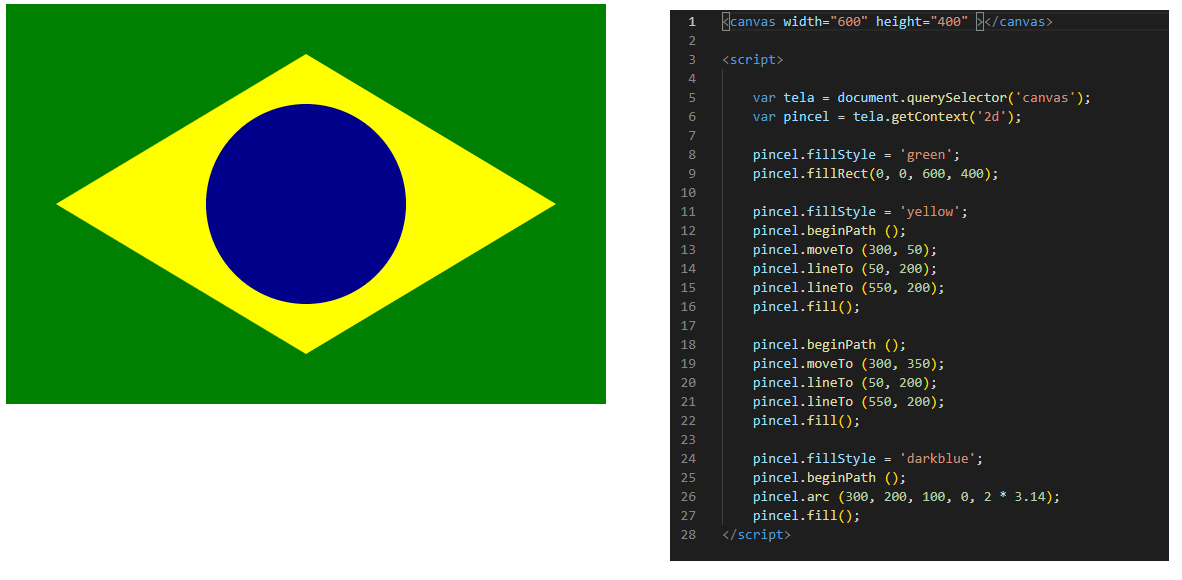 1 <canvas width="600" height="400" ></canvas>
2
3 <script>
4
5 var tela = document.querySelector('canvas');
6 var pincel = tela.getContext('2d');
7
8 pincel.fillStyle = 'green';
9 pincel.fillRect(0, 0, 600, 400);
10
11 pincel.fillStyle = 'yellow';
12 pincel.beginPath ();
13 pincel.moveTo (300, 50);
14 pincel.lineTo (50, 200);
15 pincel.lineTo (550, 200);
16 pincel.fill();
17
18 pincel.beginPath ();
19 pincel.moveTo (300, 350);
20 pincel.lineTo (50, 200);
21 pincel.lineTo (550, 200);
22 pincel.fill();
23
24 pincel.fillStyle = 'darkblue';
25 pincel.beginPath ();
26 pincel.arc (300, 200, 100, 0, 2 * 3.14);
27 pincel.fill();
28 </script>